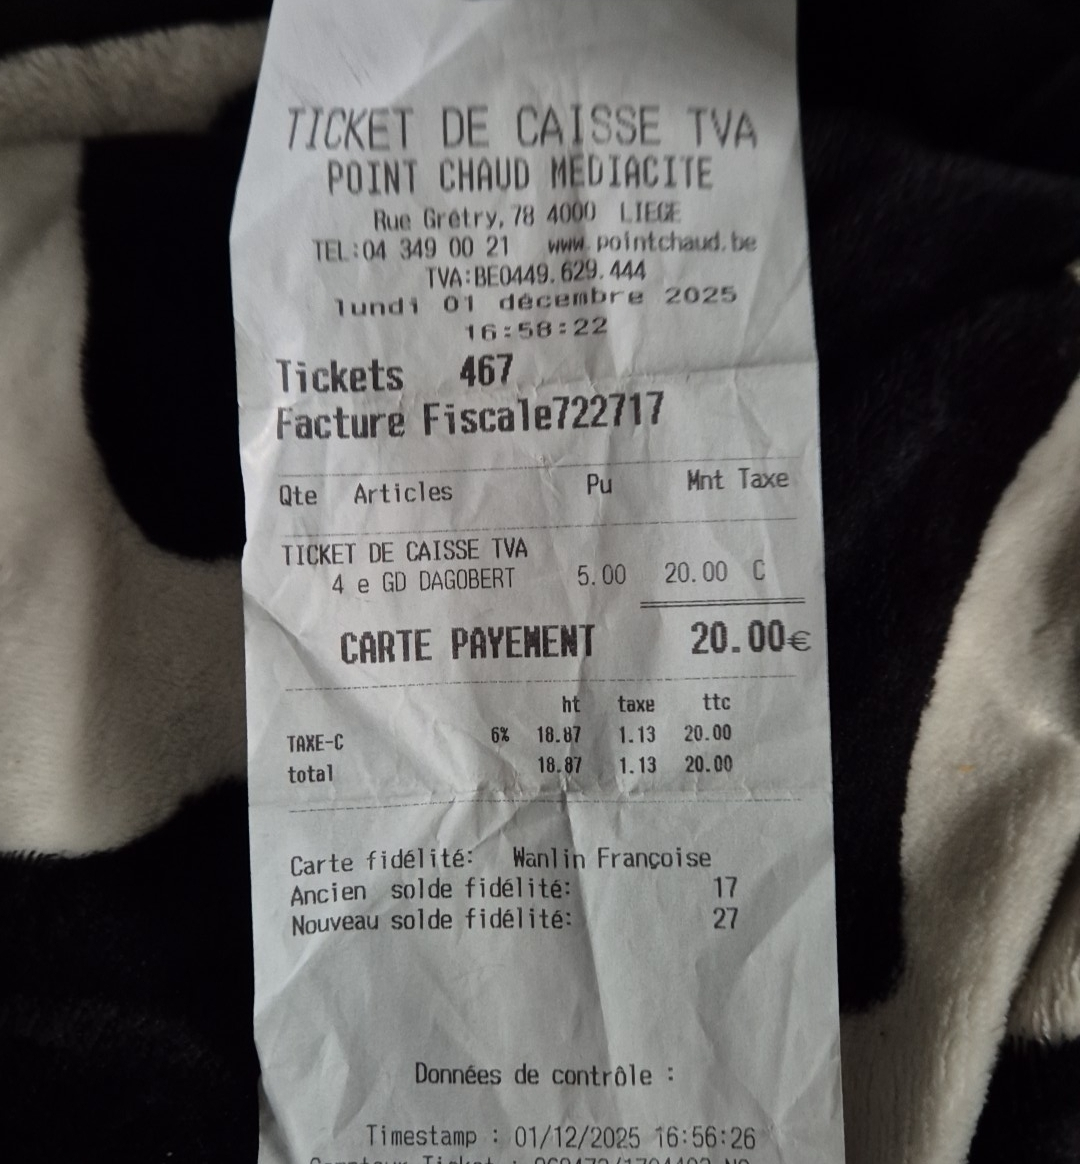 TICKET DE CAISSE TVA
POINT CHAUD MEDIACITE
Rue Grétry, 78 4000 LIEGE
TEL:04 349 00 21 www.pointchaud.be
TVA:BE0449.629.444
lundi 01 décembre 2025
16:58:22
Tickets 467
Facture Fiscale722717
Qte Articles Pu Mnt Taxe
TICKET DE CAISSE TVA
4 e GD DAGOBERT 5.00 20.00 C
CARTE PAYEMENT 20.00€
ht taxe ttc
TAXE-C 6% 18.87 1.13 20.00
total 18.87 1.13 20.00
Carte fidélité: Wanlin Françoise
Ancien solde fidélité: 17
Nouveau solde fidélité: 27
Données de contrôle :
Timestamp : 01/12/2025 16:56:26